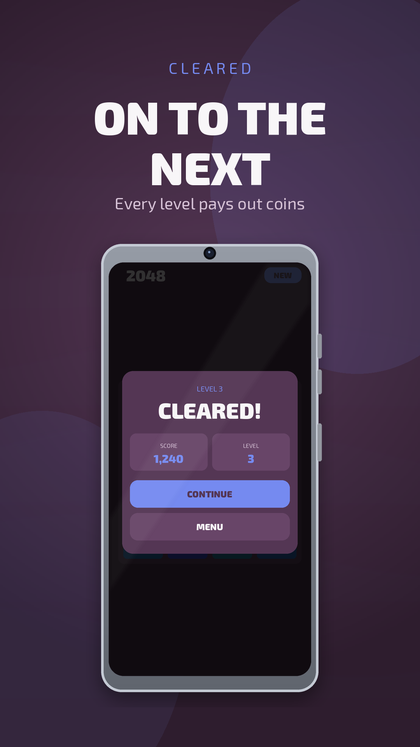 CLEARED
ON TO THE
NEXT
Every level pays out coins
2048
NEW
LEVEL 3
CLEARED!
SCORE
LEVEL
1,240
3
CONTINUE
MENU